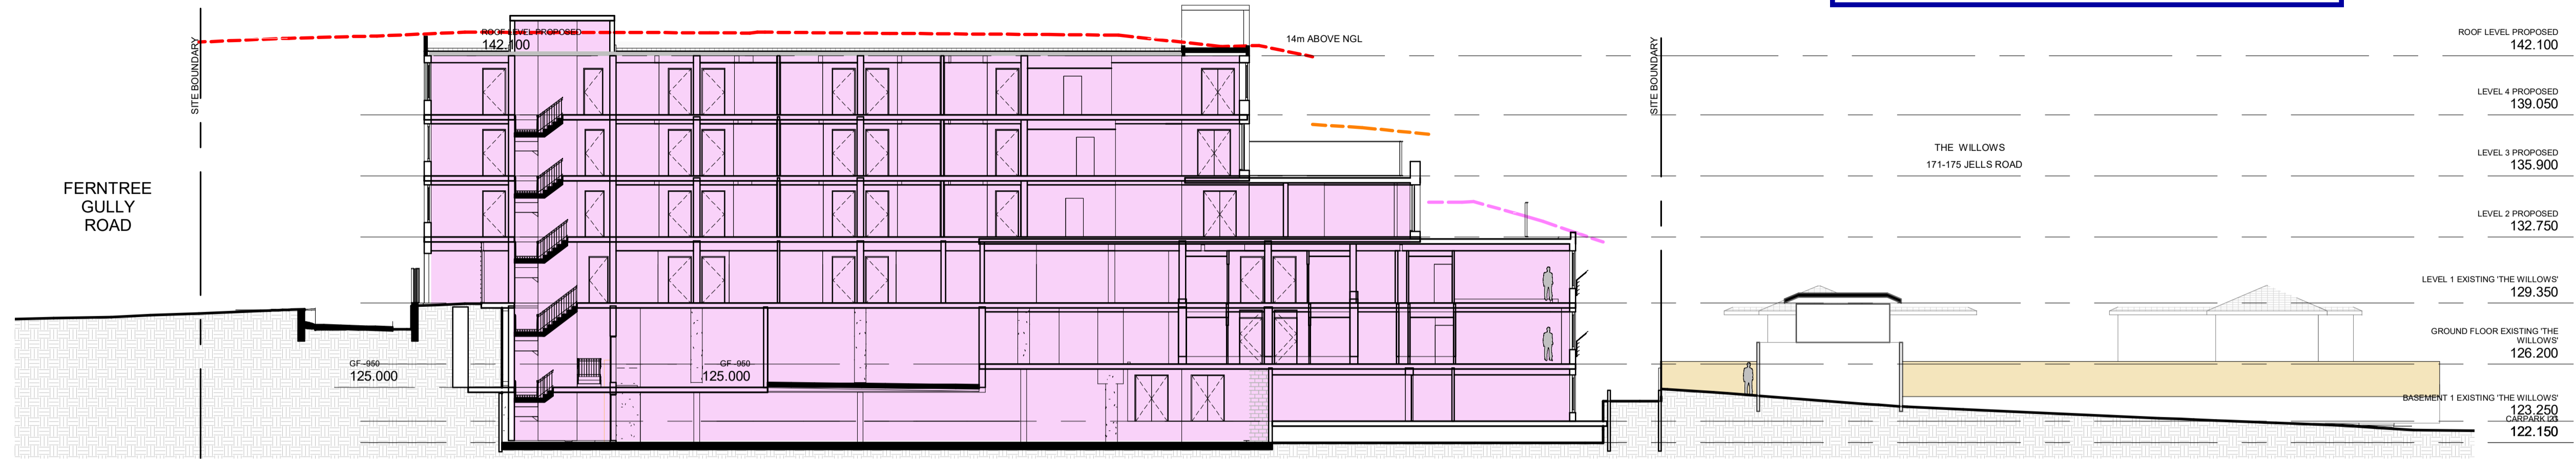 SITE BOUNDARY
ROOF LEVEL PROPOSED
142.100
14m ABOVE NGL
SITE BOUNDARY
ROOF LEVEL PROPOSED
142.100
LEVEL 4 PROPOSED
139.050
THE WILLOWS
171-175 JELLS ROAD
LEVEL 3 PROPOSED
135.900
FERNTREE
GULLY
ROAD
LEVEL 2 PROPOSED
132.750
LEVEL 1 EXISTING 'THE WILLOWS'
129.350
GROUND FLOOR EXISTING 'THE
WILLOWS'
126.200
GF -950
125.000
GF -950
125.000
BASEMENT 1 EXISTING 'THE WILLOWS'
123.250
CARPARK
122.150